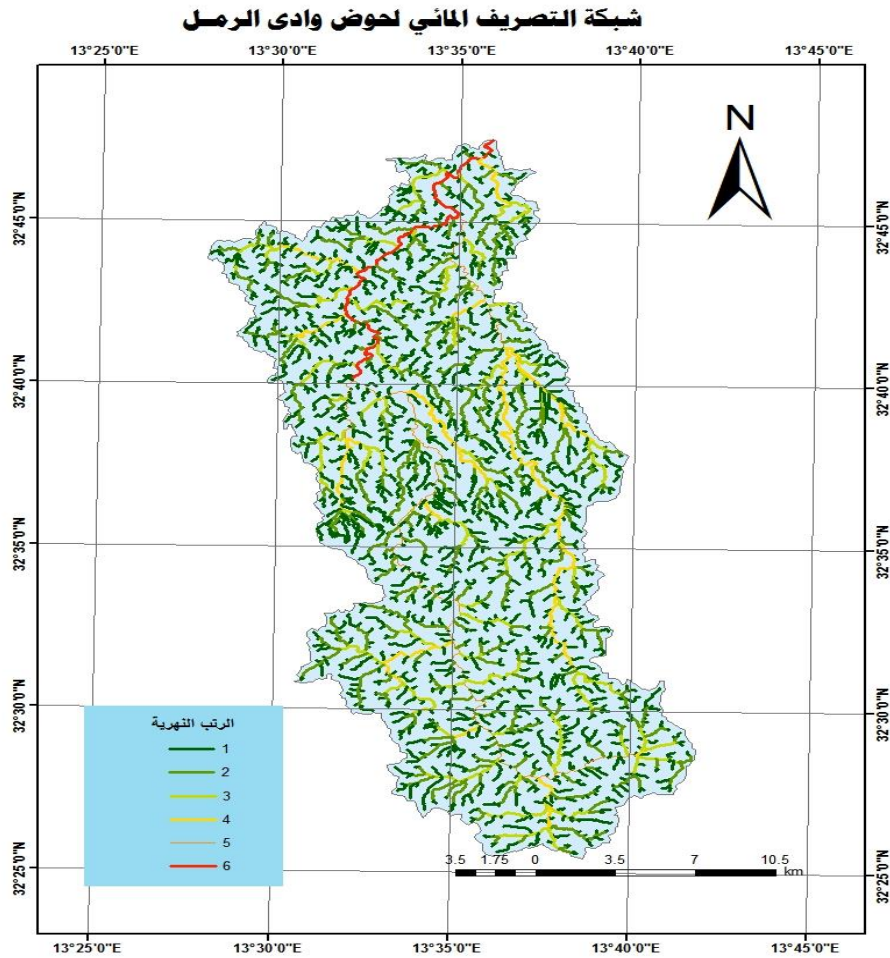 شبكة التصريف المائي لحوض وادى الرمل
13°25'0"E 13°30'0"E 13°35'0"E 13°40'0"E 13°45'0"E
N
32°45'0"N 32°45'0"N
32°40'0"N 32°40'0"N
32°35'0"N 32°35'0"N
32°30'0"N 32°30'0"N
الرتب النهرية
1
2
3
4
5
6
3.5 1.75 0 3.5 7 10.5
km
32°25'0"N 32°25'0"N
13°25'0"E 13°30'0"E 13°35'0"E 13°40'0"E 13°45'0"E